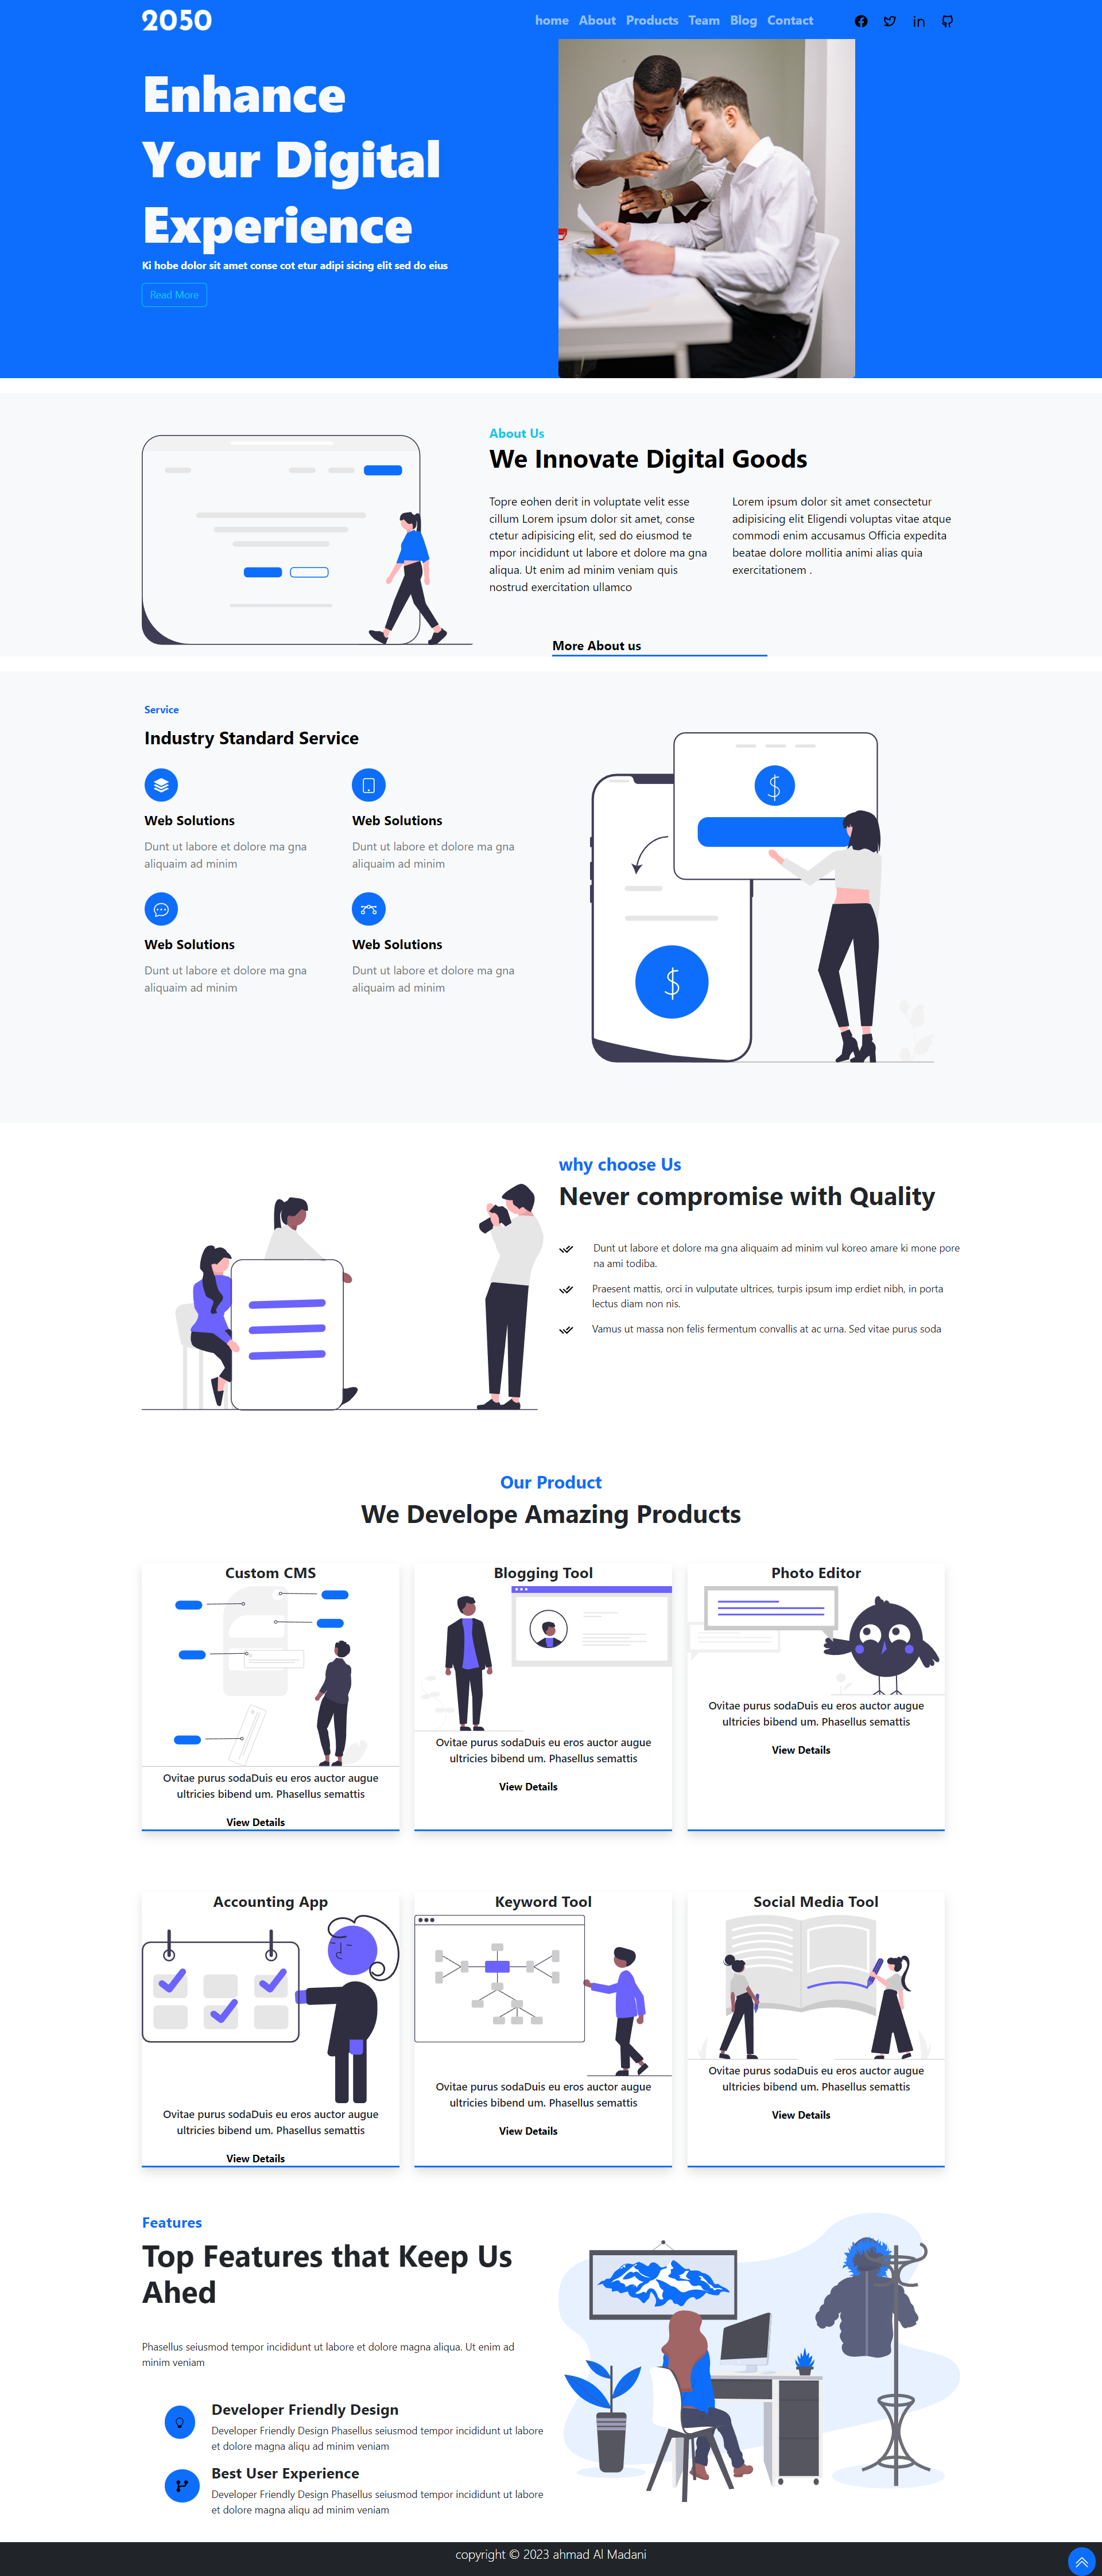 2050
home About Products Team Blog Contact
Enhance
Your Digital
Experience
Ki hobe dolor sit amet conse cot etur adipi sicing elit sed do eius
Read More
About Us
We Innovate Digital Goods
Topre eohen derit in voluptate velit esse
cillum Lorem ipsum dolor sit amet, conse
ctetur adipisicing elit, sed do eiusmod te
mpor incididunt ut labore et dolore ma gna
aliqua. Ut enim ad minim veniam quis
nostrud exercitation ullamco
Lorem ipsum dolor sit amet consectetur
adipisicing elit Eligendi voluptas vitae atque
commodi enim accusamus Officia expedita
beatae dolore mollitia animi alias quia
exercitationem .
More About us
Service
Industry Standard Service
Web Solutions
Dunt ut labore et dolore ma gna
aliquaim ad minim
Web Solutions
Dunt ut labore et dolore ma gna
aliquaim ad minim
Web Solutions
Dunt ut labore et dolore ma gna
aliquaim ad minim
Web Solutions
Dunt ut labore et dolore ma gna
aliquaim ad minim
$
$
why choose Us
Never compromise with Quality
Dunt ut labore et dolore ma gna aliquaim ad minim vul koreo amare ki mone pore
na ami todiba.
Praesent mattis, orci in vulputate ultrices, turpis ipsum imp erdiet nibh, in porta
lectus diam non nis.
Vamus ut massa non felis fermentum convallis at ac urna. Sed vitae purus soda
Our Product
We Develope Amazing Products
Custom CMS
Ovitae purus sodaDuis eu eros auctor augue
ultricies bibend um. Phasellus semattis
View Details
Blogging Tool
Ovitae purus sodaDuis eu eros auctor augue
ultricies bibend um. Phasellus semattis
View Details
Photo Editor
Ovitae purus sodaDuis eu eros auctor augue
ultricies bibend um. Phasellus semattis
View Details
Accounting App
Ovitae purus sodaDuis eu eros auctor augue
ultricies bibend um. Phasellus semattis
View Details
Keyword Tool
Ovitae purus sodaDuis eu eros auctor augue
ultricies bibend um. Phasellus semattis
View Details
Social Media Tool
Ovitae purus sodaDuis eu eros auctor augue
ultricies bibend um. Phasellus semattis
View Details
Features
Top Features that Keep Us
Ahed
Phasellus seiusmod tempor incididunt ut labore et dolore magna aliqua. Ut enim ad
minim veniam
Developer Friendly Design
Developer Friendly Design Phasellus seiusmod tempor incididunt ut labore
et dolore magna aliqu ad minim veniam
Best User Experience
Developer Friendly Design Phasellus seiusmod tempor incididunt ut labore
et dolore magna aliqu ad minim veniam
copyright © 2023 ahmad Al Madani